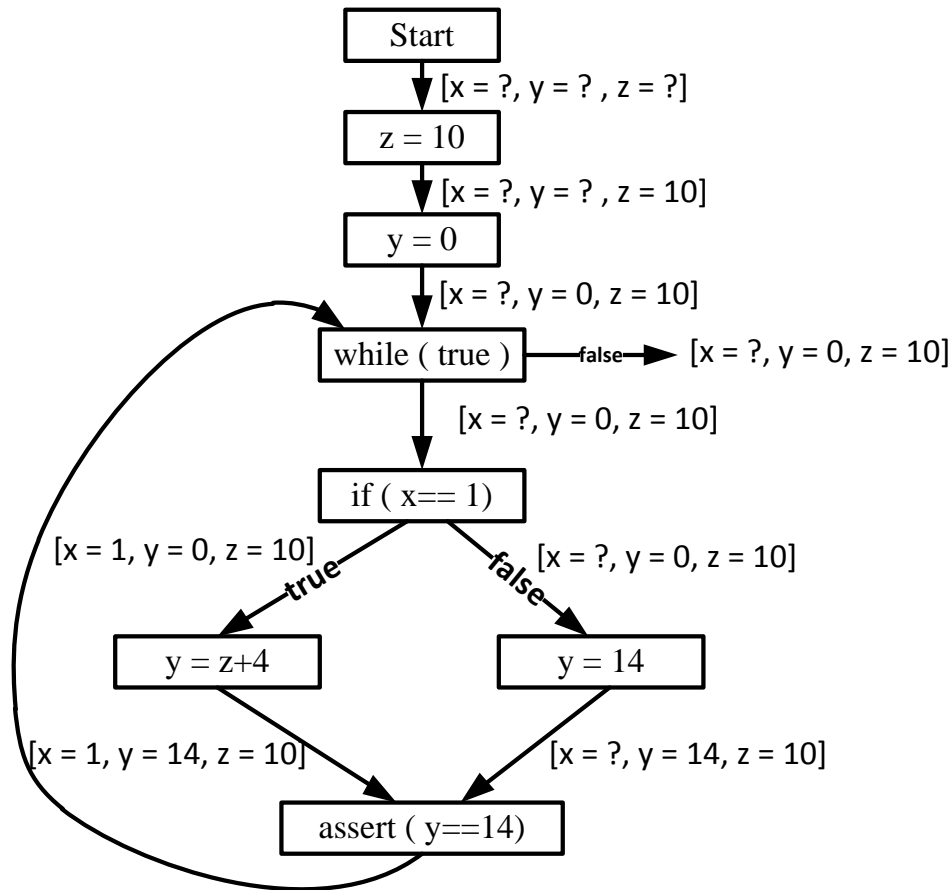 Start
[x = ?, y = ? , z = ?]
z = 10
[x = ?, y = ? , z = 10]
y = 0
[x = ?, y = 0, z = 10]
while ( true )
false
[x = ?, y = 0, z = 10]
[x = ?, y = 0, z = 10]
if ( x== 1)
[x = 1, y = 0, z = 10]
true
false
[x = ?, y = 0, z = 10]
y = z+4
y = 14
[x = 1, y = 14, z = 10]
[x = ?, y = 14, z = 10]
assert ( y==14)